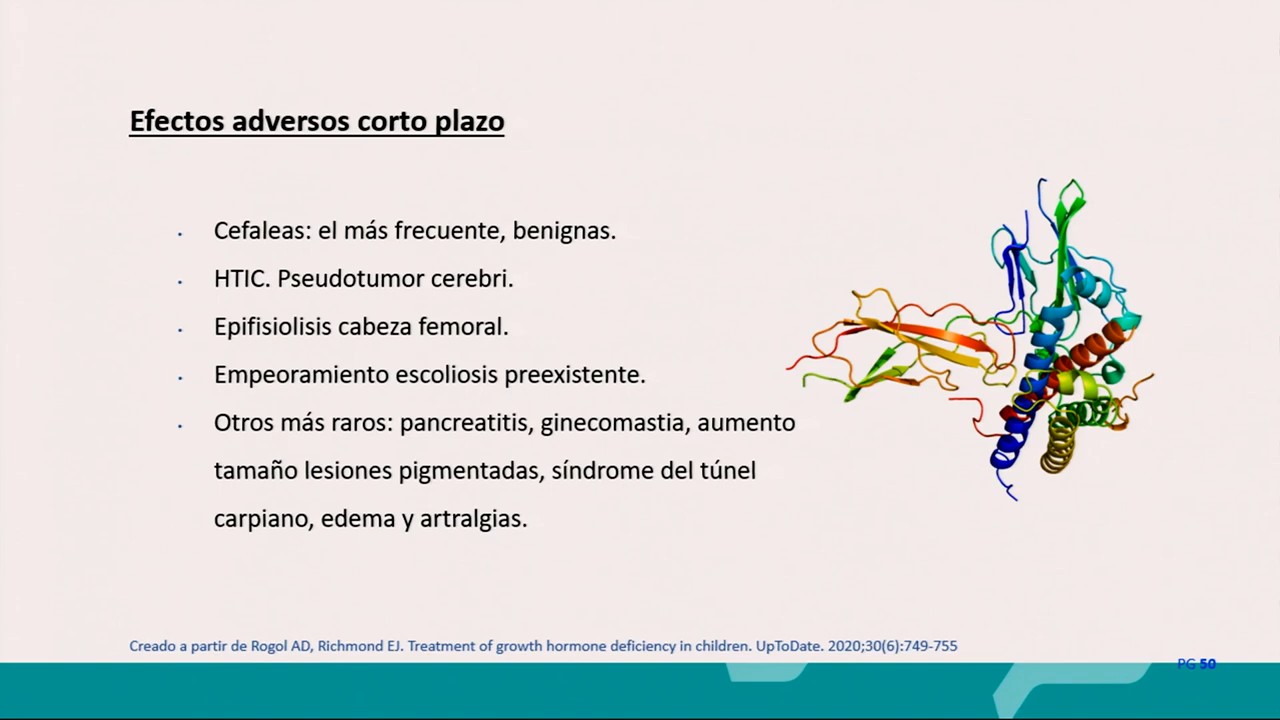 Efectos adversos corto plazo
· Cefaleas: el más frecuente, benignas.
· HTIC. Pseudotumor cerebri.
· Epifisiolisis cabeza femoral.
· Empeoramiento escoliosis preexistente.
· Otros más raros: pancreatitis, ginecomastia, aumento
tamaño lesiones pigmentadas, síndrome del túnel
carpiano, edema y artralgias.
Creado a partir de Rogol AD, Richmond EJ. Treatment of growth hormone deficiency in children. UpToDate. 2020;30(6):749-755
PG 50